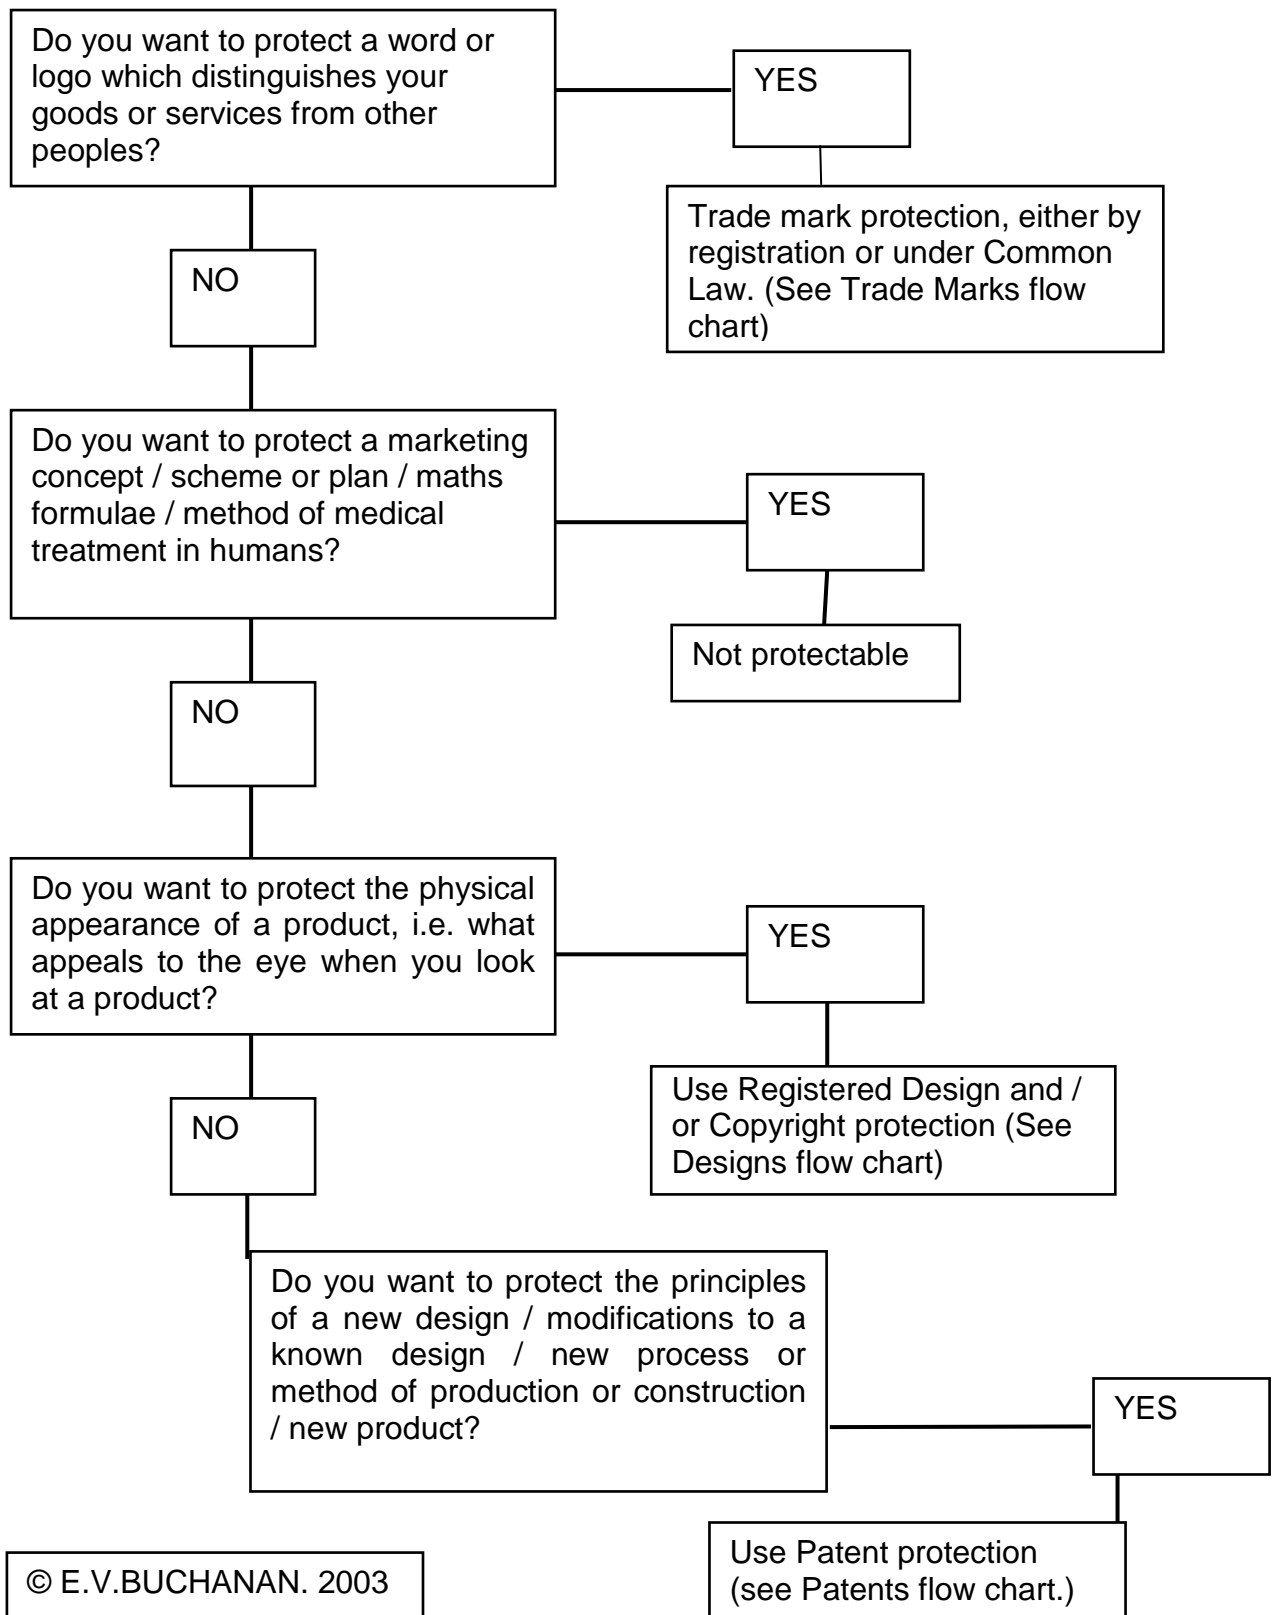 Do you want to protect a word or
logo which distinguishes your
goods or services from other
peoples?
YES
Trade mark protection, either by
registration or under Common
Law. (See Trade Marks flow
chart)
NO
Do you want to protect a marketing
concept / scheme or plan / maths
formulae / method of medical
treatment in humans?
YES
Not protectable
NO
Do you want to protect the physical
appearance of a product, i.e. what
appeals to the eye when you look
at a product?
YES
Use Registered Design and /
or Copyright protection (See
Designs flow chart)
NO
Do you want to protect the principles
of a new design / modifications to a
known design / new process or
method of production or construction
/ new product?
YES
Use Patent protection
(see Patents flow chart.)
© E.V.BUCHANAN. 2003